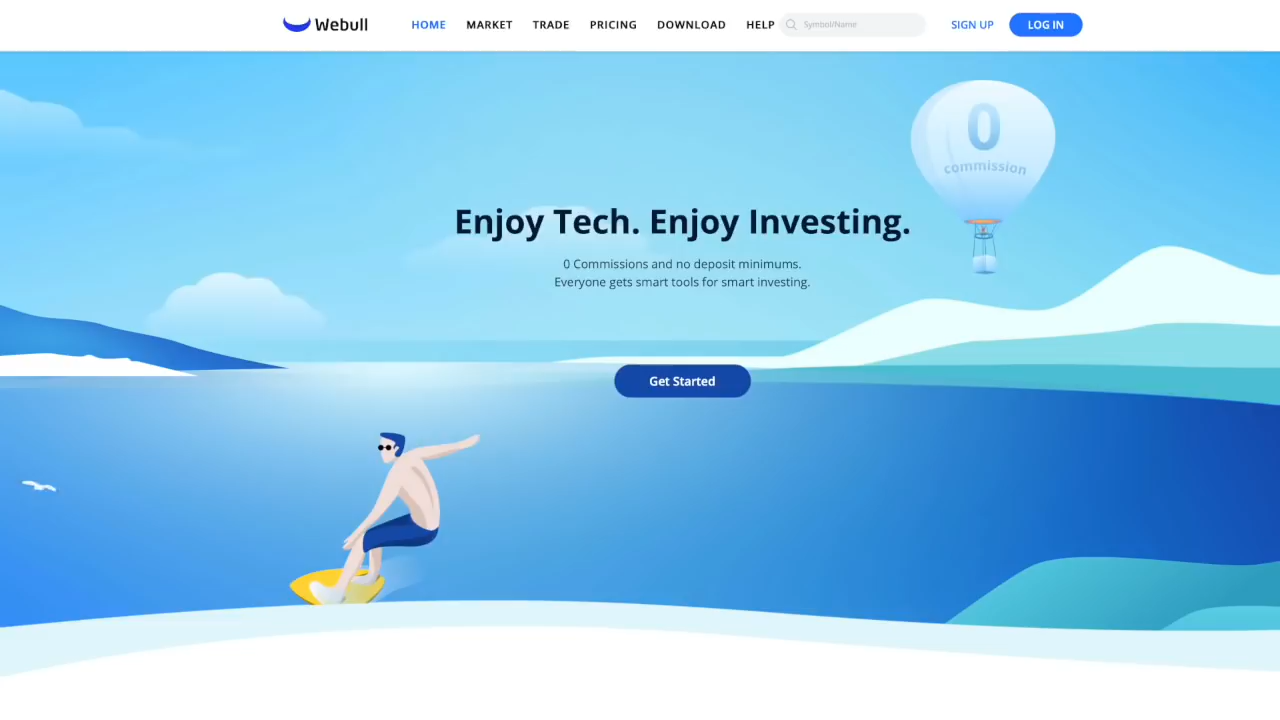 Webull
HOME MARKET TRADE PRICING DOWNLOAD HELP Symbol/Name SIGN UP LOG IN
0
commission
Enjoy Tech. Enjoy Investing.
0 Commissions and no deposit minimums.
Everyone gets smart tools for smart investing.
Get Started